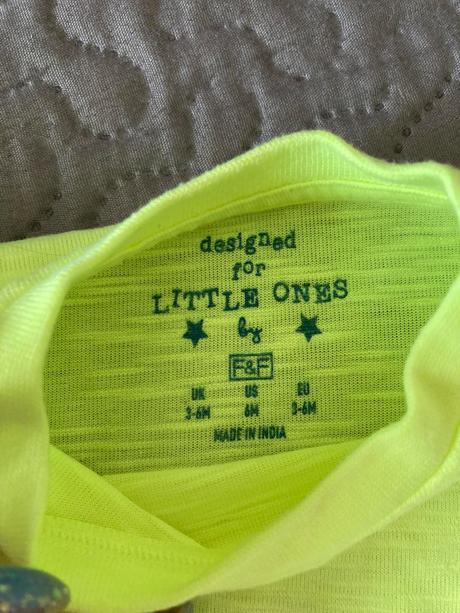 designed
for
LITTLE ONES
by
F&F
UK US EU
3-6M 6M 3-6M
MADE IN INDIA